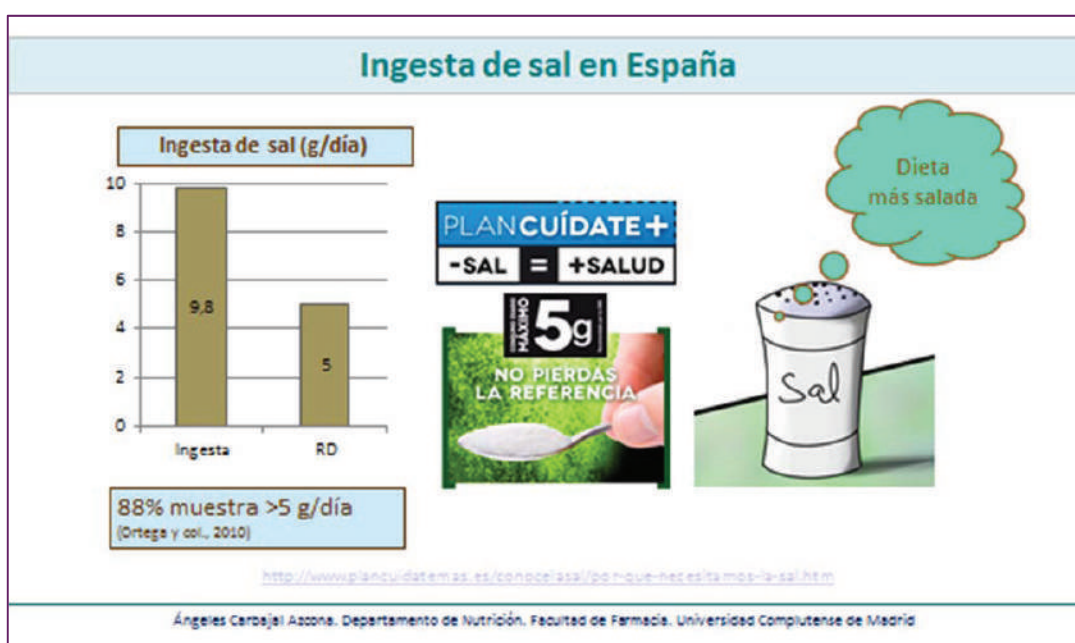 Ingesta de sal en España
Ingesta de sal (g/día)
10
8
6
4
2
0
9,8
5
Ingesta
RD
88% muestra >5 g/día
(Ortega y col., 2010)
PLANCUÍDATE+
-SAL = +SALUD
MÁXIMO
5g
NO PIERDAS
LA REFERENCIA
Dieta
más salada
Sal
http://www.plancuidatemas.es/conocelasal/por-que-necesitamos-la-sal.htm
Ángeles Carbajal Azcona. Departamento de Nutrición. Facultad de Farmacia. Universidad Complutense de Madrid